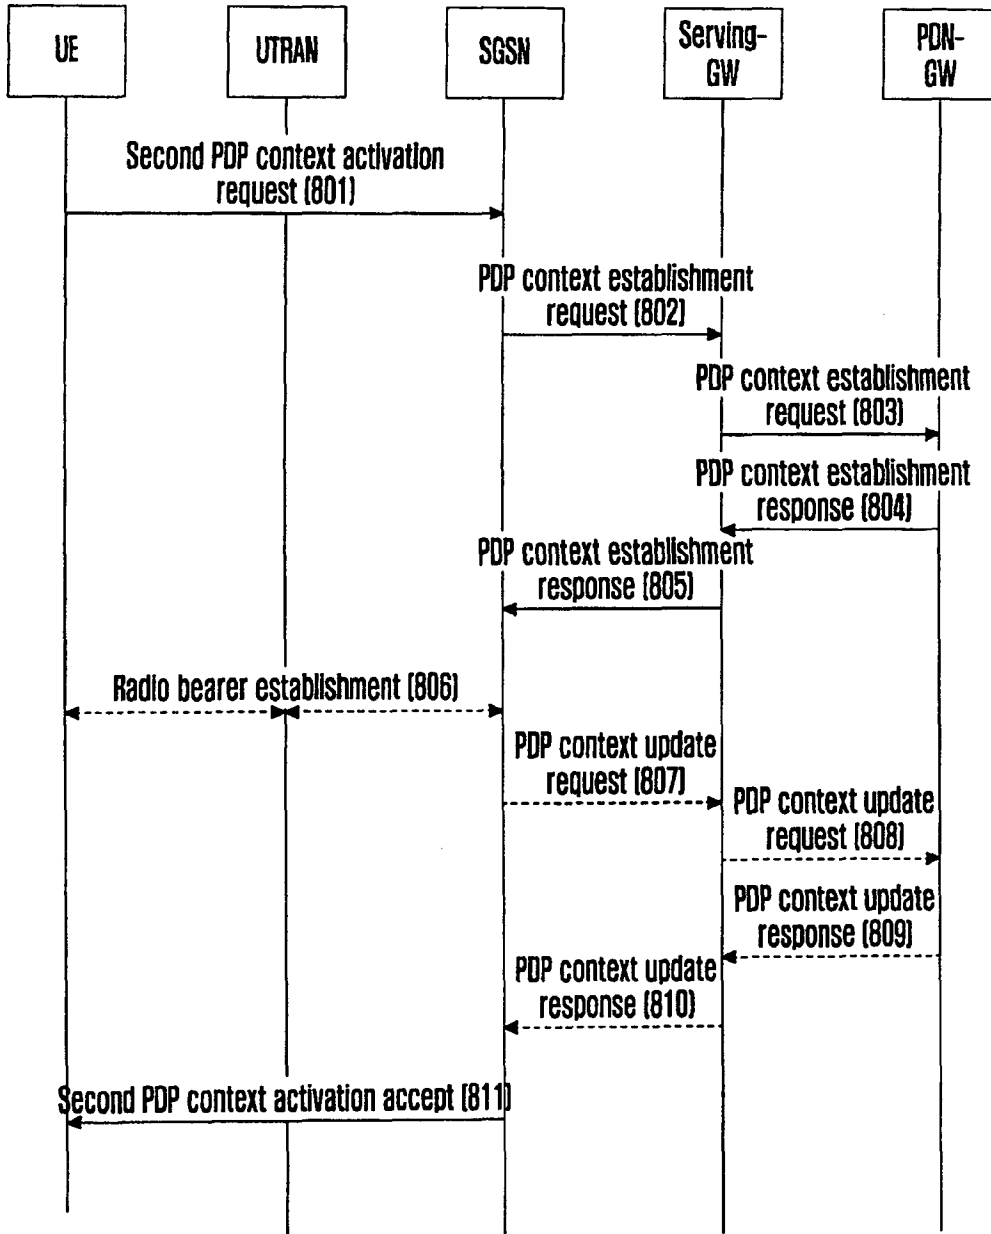 UE
UTRAN
SGSN
Serving-
GW
PDN-
GW
Second PDP context activation
request (801)
PDP context establishment
request (802)
PDP context establishment
request (803)
PDP context establishment
response (804)
PDP context establishment
response (805)
Radio bearer establishment (806)
PDP context update
request (807)
PDP context update
request (808)
PDP context update
response (809)
PDP context update
response (810)
Second PDP context activation accept (811)